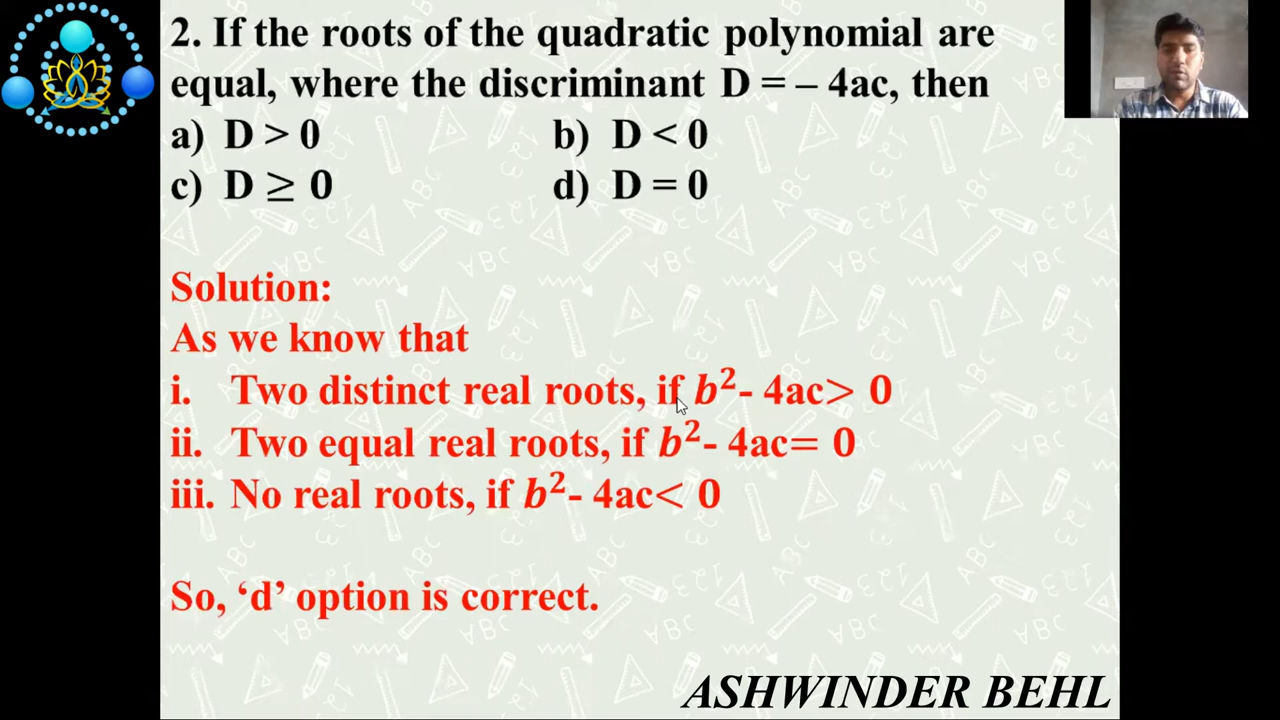 2. If the roots of the quadratic polynomial are
equal, where the discriminant D = – 4ac, then
a) D > 0 b) D < 0
c) D ≥ 0 d) D = 0
Solution:
As we know that
i. Two distinct real roots, if b²- 4ac> 0
ii. Two equal real roots, if b²- 4ac= 0
iii. No real roots, if b²- 4ac< 0
So, ‘d’ option is correct.
ASHWINDER BEHL